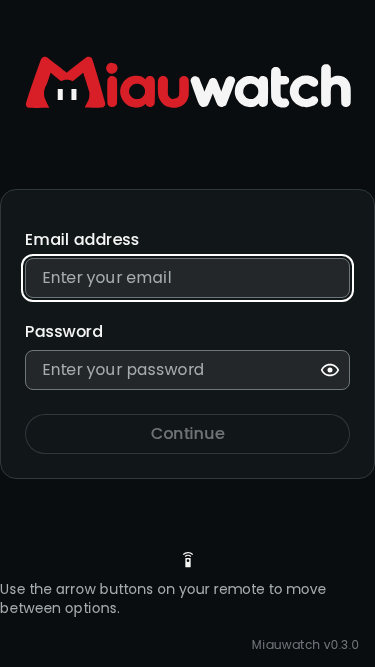 Miauwatch
Email address
Enter your email
Password
Enter your password
Continue
Use the arrow buttons on your remote to move
between options.
Miauwatch v0.3.0